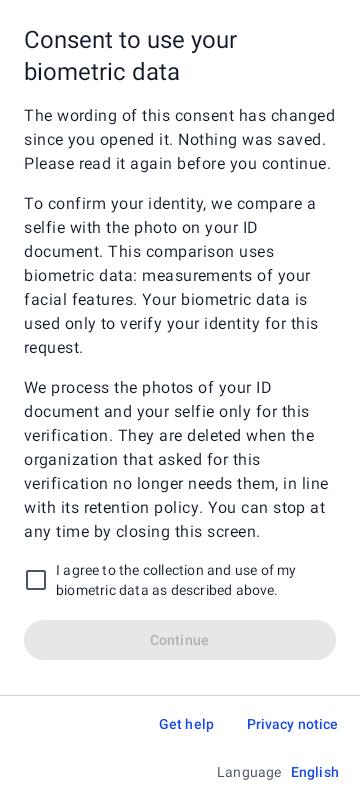 Consent to use your
biometric data
The wording of this consent has changed
since you opened it. Nothing was saved.
Please read it again before you continue.
To confirm your identity, we compare a
selfie with the photo on your ID
document. This comparison uses
biometric data: measurements of your
facial features. Your biometric data is
used only to verify your identity for this
request.
We process the photos of your ID
document and your selfie only for this
verification. They are deleted when the
organization that asked for this
verification no longer needs them, in line
with its retention policy. You can stop at
any time by closing this screen.
I agree to the collection and use of my
biometric data as described above.
Continue
Get help Privacy notice
Language English